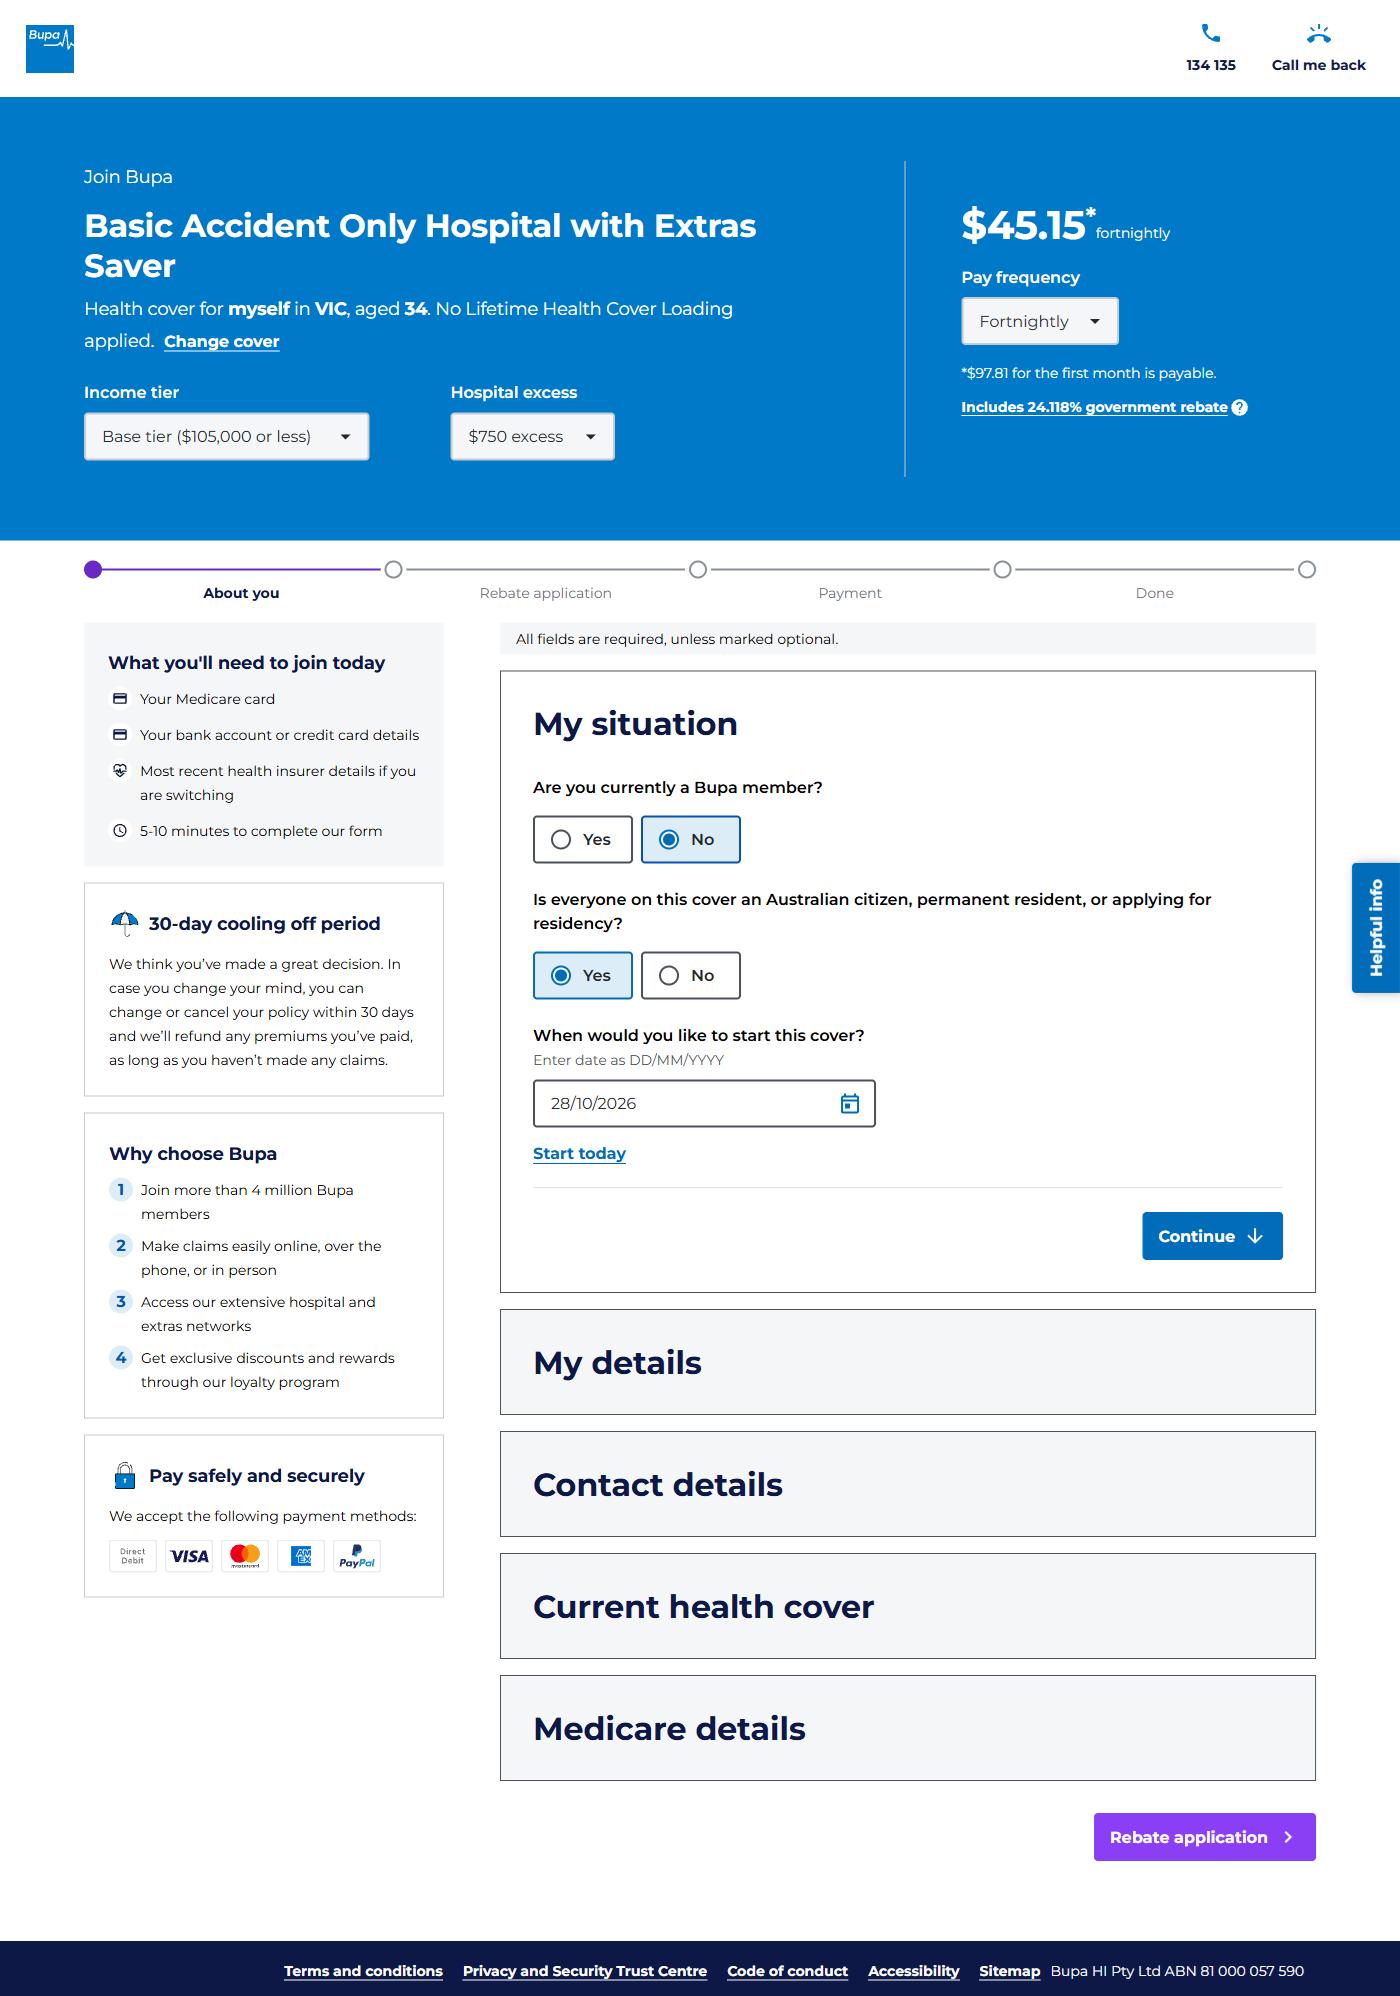 Bupa
134 135
Call me back
Join Bupa
Basic Accident Only Hospital with Extras
Saver
Health cover for myself in VIC, aged 34. No Lifetime Health Cover Loading
applied. Change cover
Income tier
Base tier ($105,000 or less)
Hospital excess
$750 excess
$45.15* fortnightly
Pay frequency
Fortnightly
*$97.81 for the first month is payable.
Includes 24.118% government rebate ?
About you
Rebate application
Payment
Done
What you'll need to join today
Your Medicare card
Your bank account or credit card details
Most recent health insurer details if you
are switching
5-10 minutes to complete our form
30-day cooling off period
We think you’ve made a great decision. In
case you change your mind, you can
change or cancel your policy within 30 days
and we’ll refund any premiums you’ve paid,
as long as you haven’t made any claims.
Why choose Bupa
1 Join more than 4 million Bupa
members
2 Make claims easily online, over the
phone, or in person
3 Access our extensive hospital and
extras networks
4 Get exclusive discounts and rewards
through our loyalty program
Pay safely and securely
We accept the following payment methods:
Direct
Debit
VISA
mastercard
AM
EX
PayPal
All fields are required, unless marked optional.
My situation
Are you currently a Bupa member?
Yes
No
Is everyone on this cover an Australian citizen, permanent resident, or applying for
residency?
Yes
No
When would you like to start this cover?
Enter date as DD/MM/YYYY
28/10/2026
Start today
Continue
My details
Contact details
Current health cover
Medicare details
Rebate application
Helpful info
Terms and conditions
Privacy and Security Trust Centre
Code of conduct
Accessibility
Sitemap
Bupa HI Pty Ltd ABN 81 000 057 590